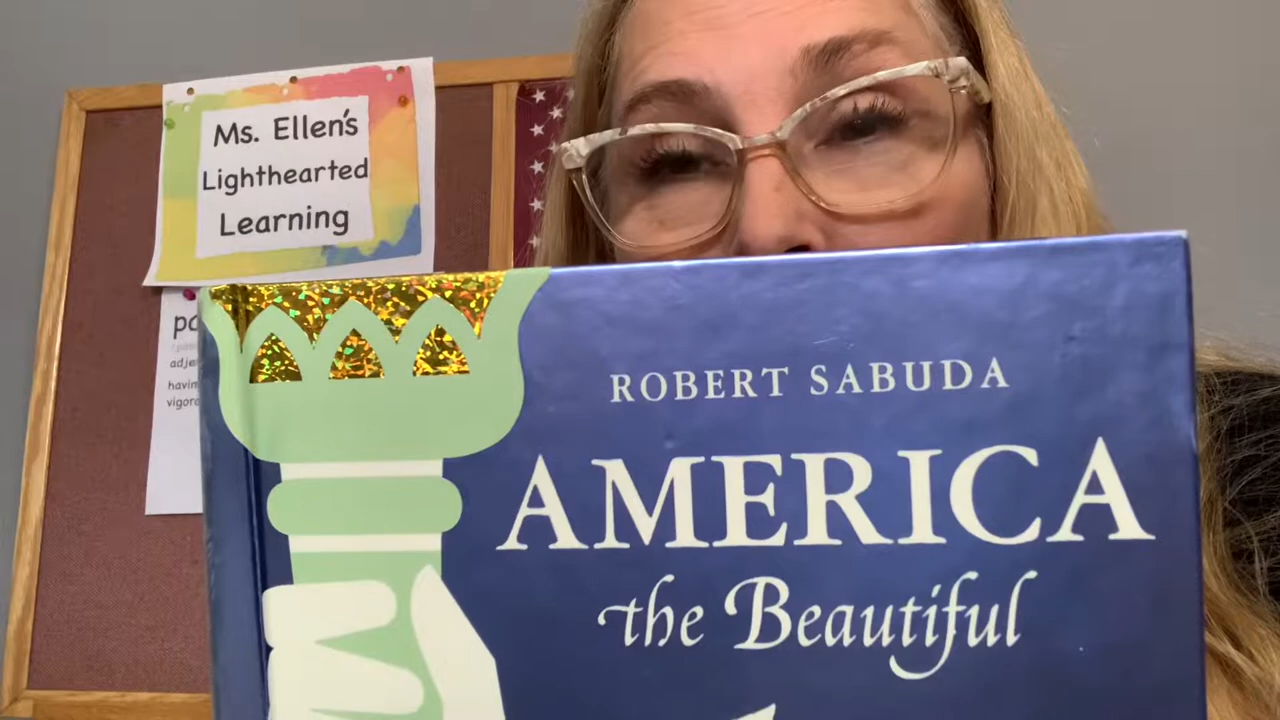 Ms. Ellen's
Lighthearted
Learning
ROBERT SABUDA
AMERICA
the Beautiful